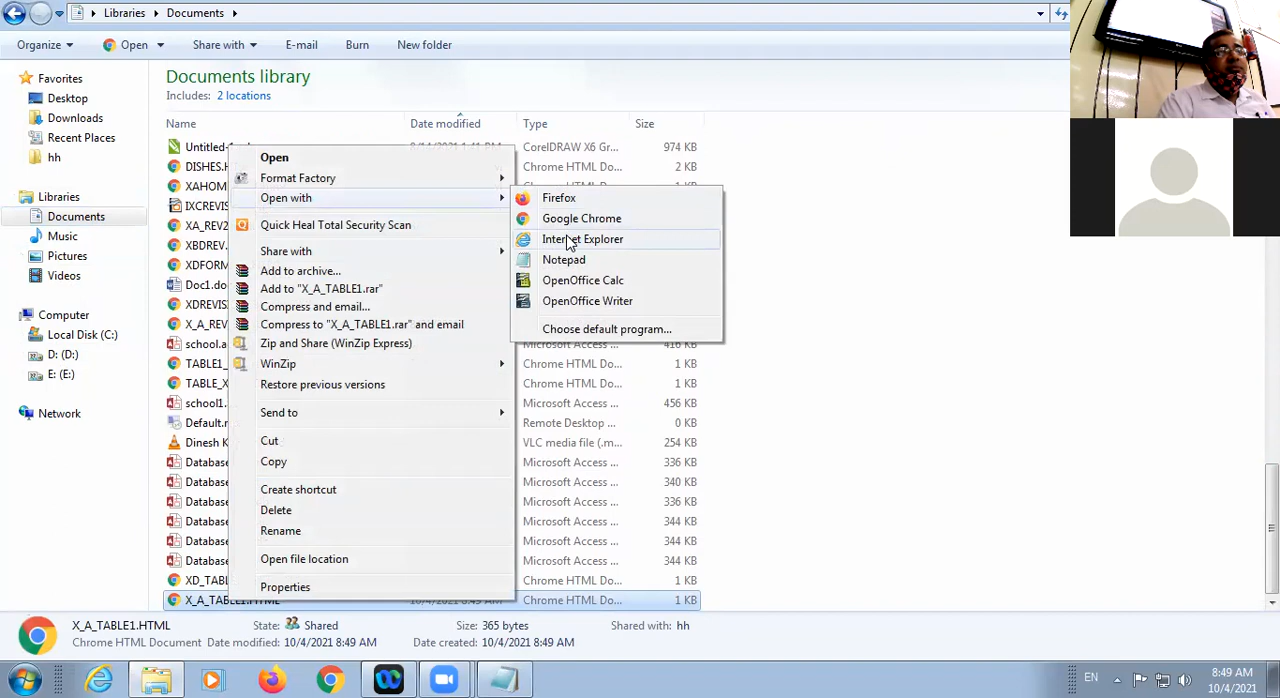 Libraries
Documents
Organize
Open
Share with
E-mail
Burn
New folder
Favorites
Desktop
Downloads
Recent Places
hh
Libraries
Documents
Music
Pictures
Videos
Computer
Local Disk (C:)
D: (D:)
E: (E:)
Network
Documents library
Includes: 2 locations
Name Date modified Type Size
CorelDRAW X6 Gr... 974 KB
DISHES.H Chrome HTML Do... 2 KB
XAHOM
IXCREVIS
XA_REV2
XBDREV.
XDFORM
Doc1.do
XDREVIS
X_A_REV
school.a 416 KB
TABLE1_ Chrome HTML Do... 1 KB
TABLE_X Chrome HTML Do... 1 KB
school1. Microsoft Access ... 456 KB
Default.r Remote Desktop ... 0 KB
Dinesh K VLC media file (.m... 254 KB
Database Microsoft Access ... 336 KB
Database Microsoft Access ... 340 KB
Database Microsoft Access ... 336 KB
Database Microsoft Access ... 344 KB
Database Microsoft Access ... 344 KB
Database Microsoft Access ... 344 KB
XD_TABL Chrome HTML Do... 1 KB
X_A_TABLE1.HTML 10/4/2021 8:49 AM Chrome HTML Do... 1 KB
Open
Format Factory
Open with
Quick Heal Total Security Scan
Share with
Add to archive...
Add to "X_A_TABLE1.rar"
Compress and email...
Compress to "X_A_TABLE1.rar" and email
Zip and Share (WinZip Express)
WinZip
Restore previous versions
Send to
Cut
Copy
Create shortcut
Delete
Rename
Open file location
Properties
Firefox
Google Chrome
Internet Explorer
Notepad
OpenOffice Calc
OpenOffice Writer
Choose default program...
X_A_TABLE1.HTML State: Shared Size: 365 bytes Shared with: hh
Chrome HTML Document Date modified: 10/4/2021 8:49 AM Date created: 10/4/2021 8:49 AM
EN
8:49 AM
10/4/2021